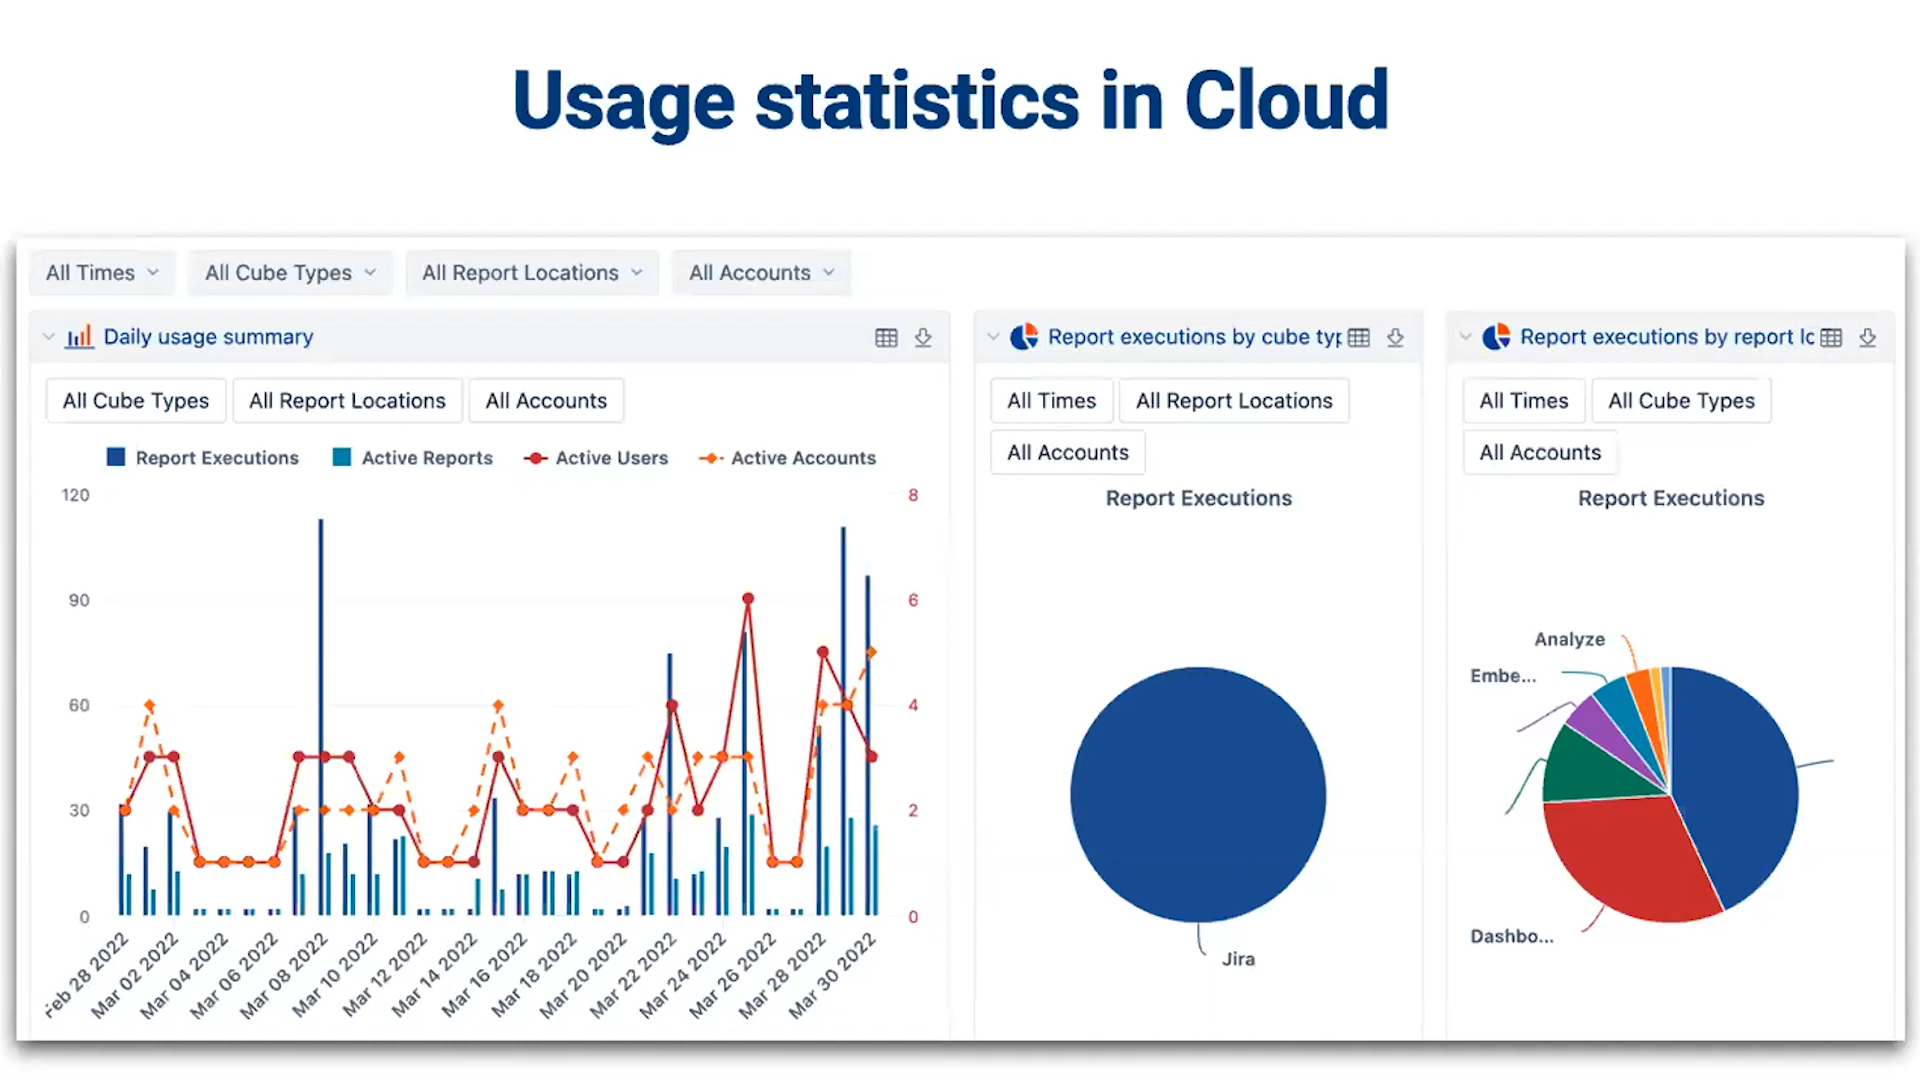 Usage statistics in Cloud
All Times
All Cube Types
All Report Locations
All Accounts
Daily usage summary
All Cube Types
All Report Locations
All Accounts
Report Executions
Active Reports
Active Users
Active Accounts
120
90
60
30
0
8
6
4
2
0
Feb 28 2022
Mar 02 2022
Mar 04 2022
Mar 06 2022
Mar 08 2022
Mar 10 2022
Mar 12 2022
Mar 14 2022
Mar 16 2022
Mar 18 2022
Mar 20 2022
Mar 22 2022
Mar 24 2022
Mar 26 2022
Mar 28 2022
Mar 30 2022
Report executions by cube typ
All Times
All Report Locations
All Accounts
Report Executions
Jira
Report executions by report lo
All Times
All Cube Types
All Accounts
Report Executions
Analyze
Embe...
Dashbo...